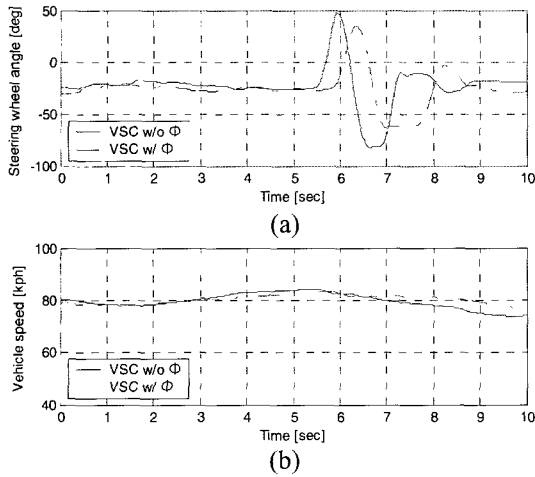 Steering wheel angle [deg]
50
0
-50
-100
VSC w/o Φ
VSC w/ Φ
0 1 2 3 4 5 6 7 8 9 10
Time [sec]
(a)
Vehicle speed [kph]
100
80
60
40
VSC w/o Φ
VSC w/ Φ
0 1 2 3 4 5 6 7 8 9 10
Time [sec]
(b)